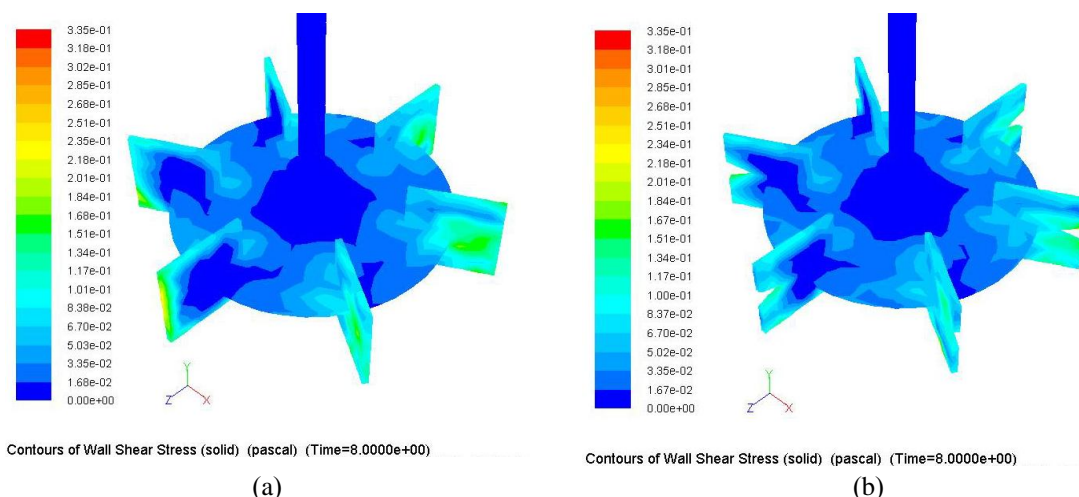 3.35e-01
3.18e-01
3.01e-01
2.85e-01
2.68e-01
2.51e-01
2.35e-01
2.18e-01
2.01e-01
1.84e-01
1.68e-01
1.51e-01
1.34e-01
1.17e-01
1.01e-01
8.38e-02
6.70e-02
5.03e-02
3.35e-02
1.68e-02
0.00e+00
Y
Z
X
Contours of Wall Shear Stress (solid) (pascal) (Time=8.0000e+00)
(a)
3.35e-01
3.18e-01
3.01e-01
2.85e-01
2.68e-01
2.51e-01
2.34e-01
2.18e-01
2.01e-01
1.84e-01
1.67e-01
1.51e-01
1.34e-01
1.17e-01
1.00e-01
8.37e-02
6.70e-02
5.02e-02
3.35e-02
1.67e-02
0.00e+00
Y
Z
X
Contours of Wall Shear Stress (solid) (pascal) (Time=8.0000e+00)
(b)